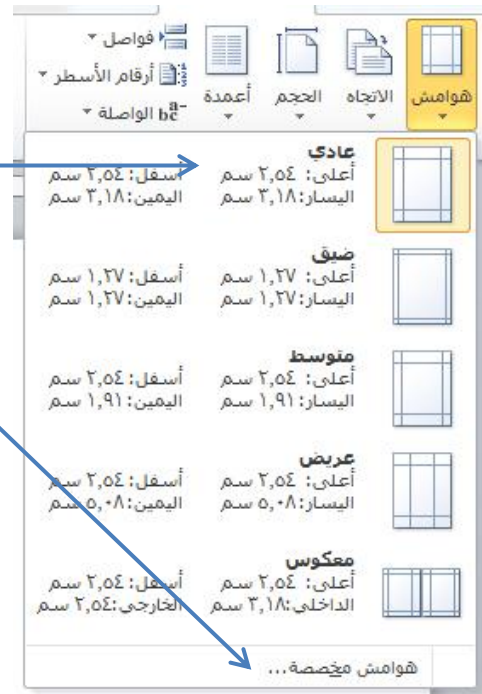 هوامش الاتجاه الحجم أعمدة
فواصل
أرقام الأسطر
الواصلة
عادي
أعلى: ٢,٥٤ سم أسفل: ٢,٥٤ سم
اليسار: ٣,١٨ سم اليمين: ٣,١٨ سم
ضيق
أعلى: ١,٢٧ سم أسفل: ١,٢٧ سم
اليسار: ١,٢٧ سم اليمين: ١,٢٧ سم
متوسط
أعلى: ٢,٥٤ سم أسفل: ٢,٥٤ سم
اليسار: ١,٩١ سم اليمين: ١,٩١ سم
عريض
أعلى: ٢,٥٤ سم أسفل: ٢,٥٤ سم
اليسار: ٥,٠٨ سم اليمين: ٥,٠٨ سم
معكوس
أعلى: ٢,٥٤ سم أسفل: ٢,٥٤ سم
الداخلي: ٣,١٨ سم الخارجي: ٢,٥٤ سم
هوامش مخصصة...